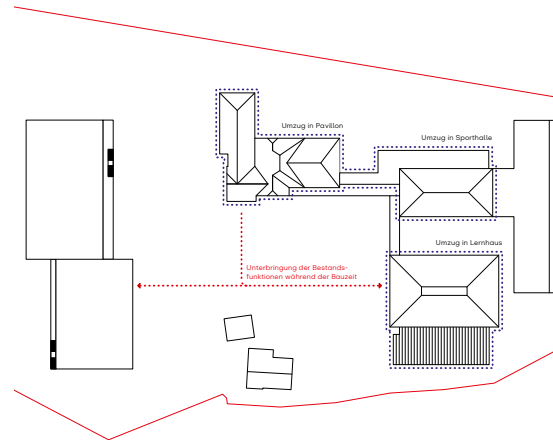 Umzug in Pavillon
Umzug in Sporthalle
Umzug in Lernhaus
Unterbringung der Bestands-
funktionen während der Bauzeit